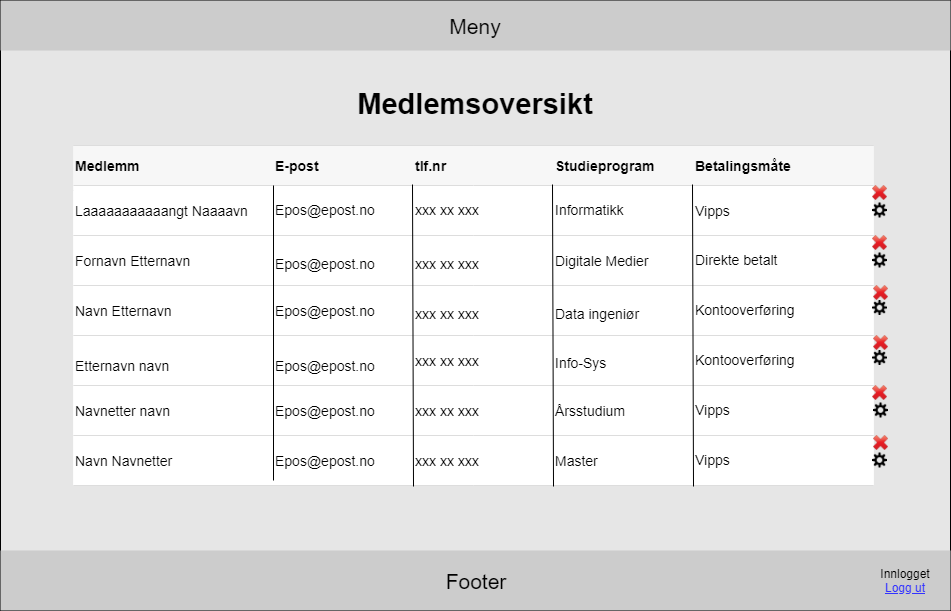 Meny
Medlemsoversikt
Medlemm E-post tlf.nr Studieprogram Betalingsmåte
Laaaaaaaaaaangt Naaaavn Epos@epost.no xxx xx xxx Informatikk Vipps
Fornavn Etternavn Epos@epost.no xxx xx xxx Digitale Medier Direkte betalt
Navn Etternavn Epos@epost.no xxx xx xxx Data ingeniør Kontooverføring
Etternavn navn Epos@epost.no xxx xx xxx Info-Sys Kontooverføring
Navnetter navn Epos@epost.no xxx xx xxx Årsstudium Vipps
Navn Navnetter Epos@epost.no xxx xx xxx Master Vipps
Footer
Innlogget
Logg ut